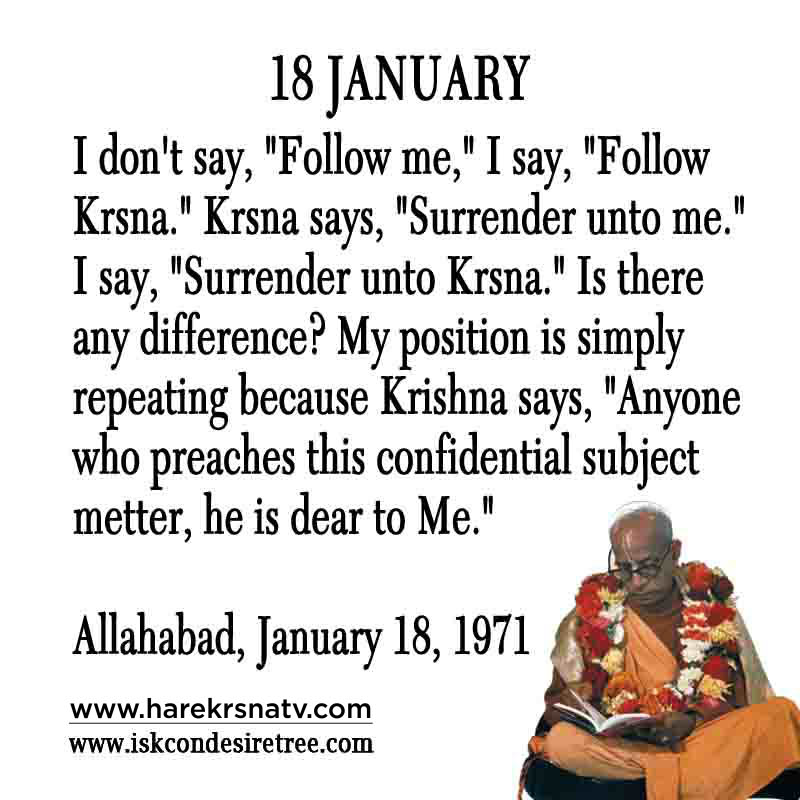 18 JANUARY
I don't say, "Follow me," I say, "Follow
Krsna." Krsna says, "Surrender unto me."
I say, "Surrender unto Krsna." Is there
any difference? My position is simply
repeating because Krishna says, "Anyone
who preaches this confidential subject
metter, he is dear to Me."
Allahabad, January 18, 1971
www.harekrsnatv.com
www.iskcondesiretree.com